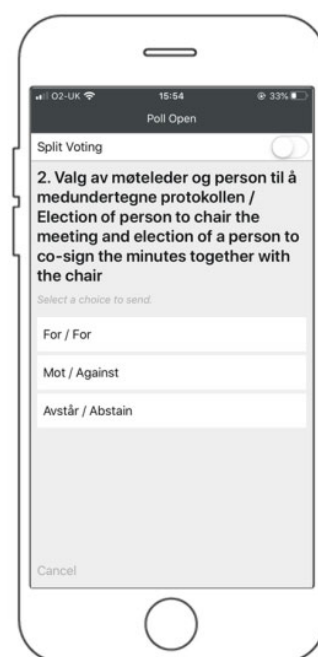 O2-UK 15:54 33%
Poll Open
Split Voting
2. Valg av møteleder og person til å
medundertegne protokollen /
Election of person to chair the
meeting and election of a person to
co-sign the minutes together with
the chair
Select a choice to send.
For / For
Mot / Against
Avstår / Abstain
Cancel